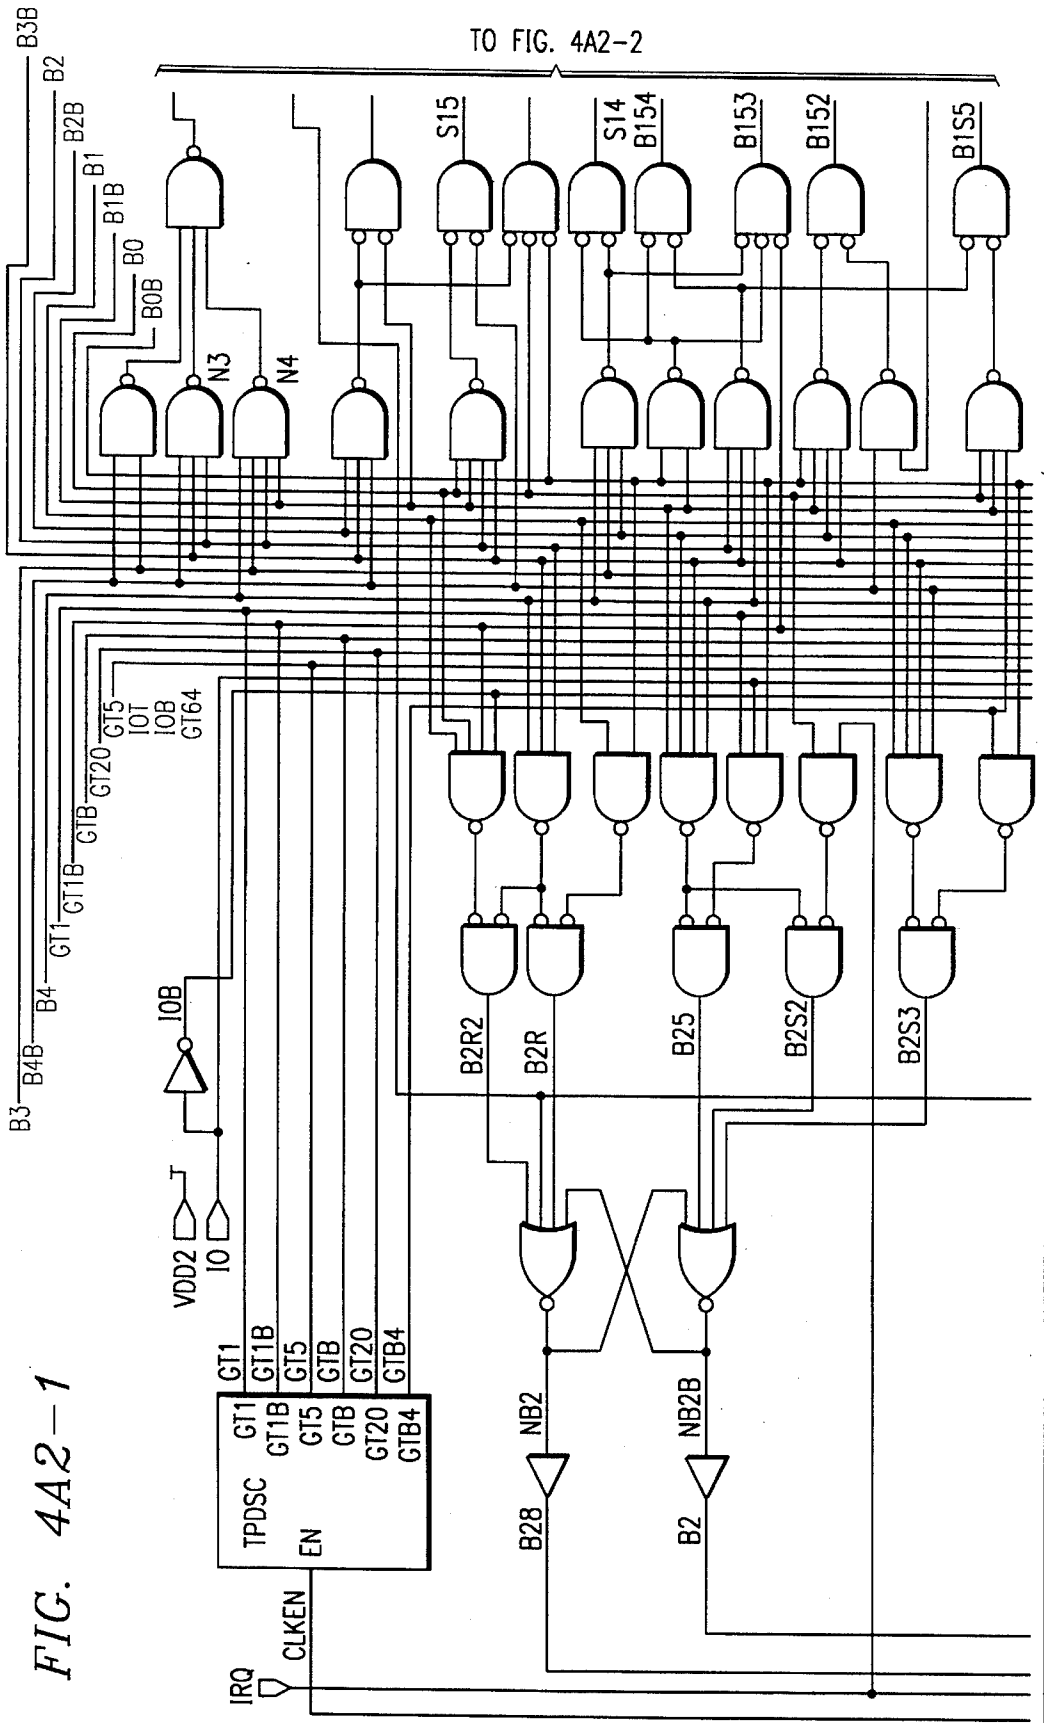 TO FIG. 4A2-2
B3B
B2
B2B
B1
B1B
B0
B0B
S15
S14
B154
B153
B152
B1S5
N3
N4
GT5
IOT
IOB
GT64
GT20
GTB
GT1B
GT1
B4
B4B
B3
IOB
VDD2
IO
B2R2
B2R
B25
B2S2
B2S3
GT1
GT1B
GT5
GTB
GT20
GTB4
GT1
GT1B
GT5
GTB
GT20
GTB4
TPDSC
EN
NB2
NB2B
B28
B2
CLKEN
IRQ
FIG. 4A2-1